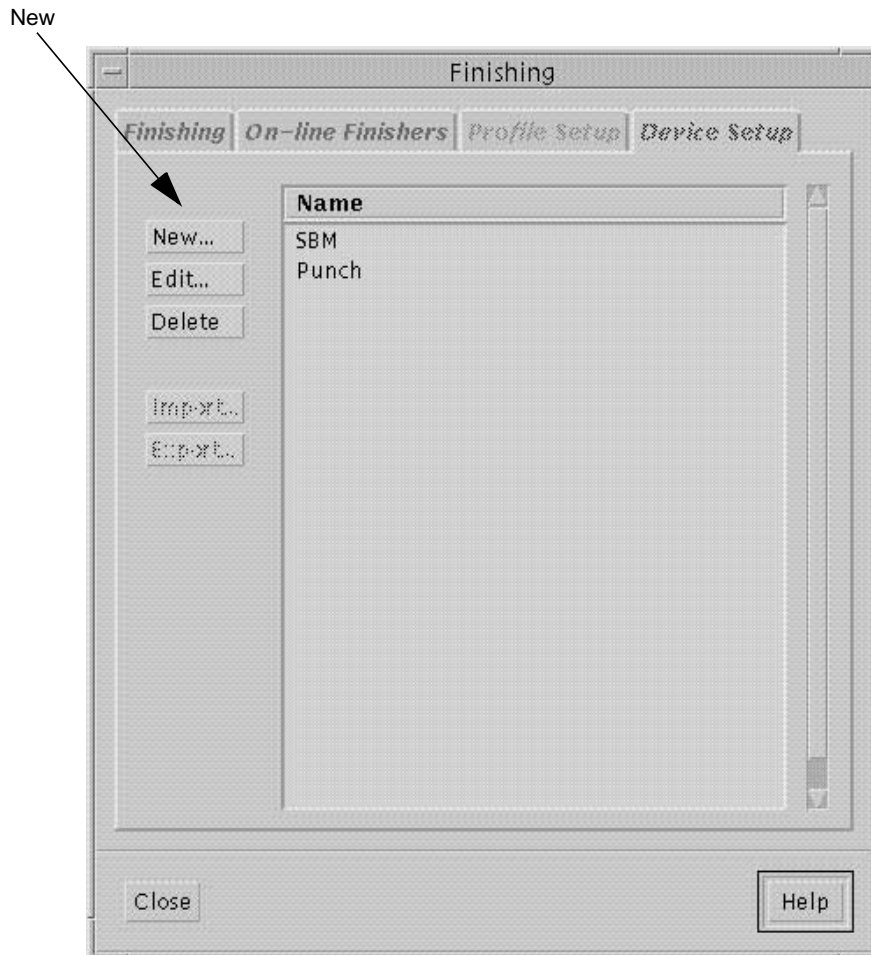 New
Finishing
Finishing On-line Finishers Profile Setup Device Setup
Name
New...
SBM
Edit...
Punch
Delete
Import..
Export..
Close
Help